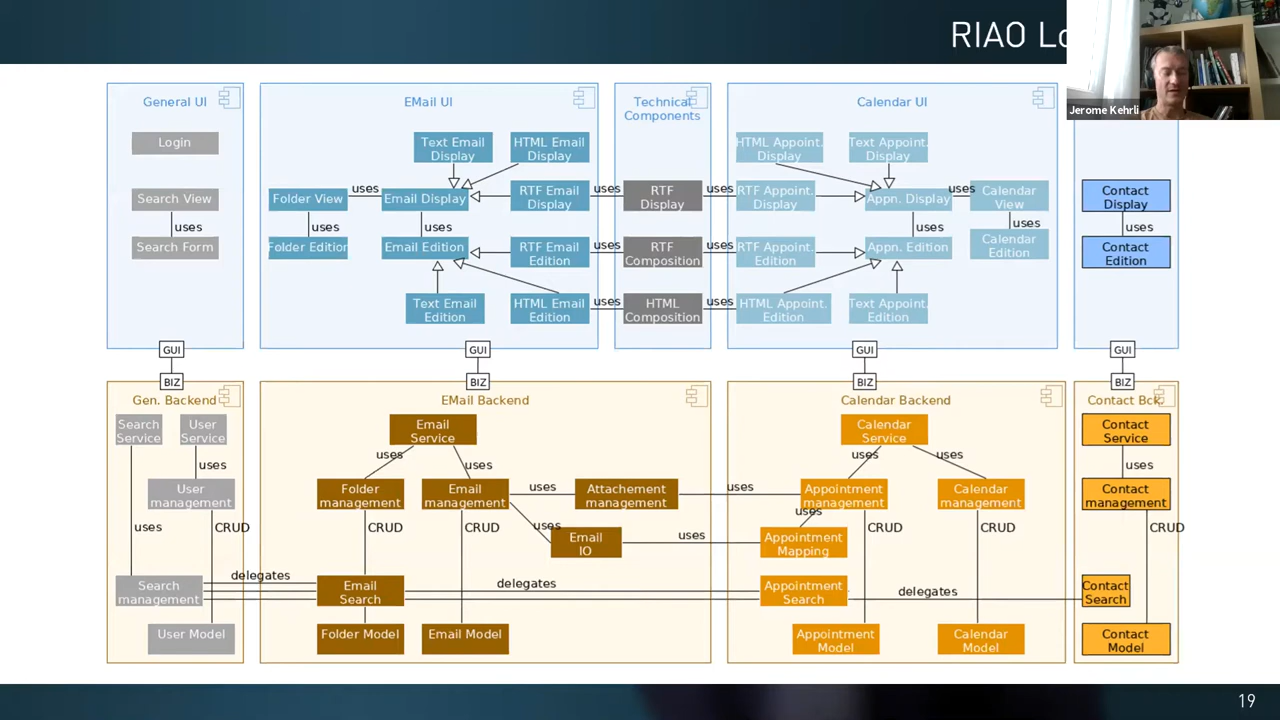 RIAO Lo
Jerome Kehrli
General UI
Login
Search View
uses
Search Form
EMail UI
Text Email
Display
HTML Email
Display
Folder View
uses
Email Display
RTF Email
Display
uses
uses
Folder Edition
Email Edition
RTF Email
Edition
Text Email
Edition
HTML Email
Edition
Technical
Components
uses
RTF
Display
uses
uses
RTF
Composition
uses
uses
HTML
Composition
uses
Calendar UI
HTML Appoint.
Display
Text Appoint.
Display
RTF Appoint.
Display
Appn. Display
uses
Calendar
View
uses
uses
RTF Appoint.
Edition
Appn. Edition
Calendar
Edition
HTML Appoint.
Edition
Text Appoint.
Edition
Contact
Display
uses
Contact
Edition
GUI
GUI
GUI
GUI
BIZ
BIZ
BIZ
BIZ
Gen. Backend
Search
Service
User
Service
uses
User
management
uses
CRUD
Search
management
User Model
EMail Backend
Email
Service
uses
uses
Folder
management
Email
management
uses
Attachement
management
uses
CRUD
CRUD
uses
Email
IO
uses
delegates
Email
Search
delegates
Folder Model
Email Model
Calendar Backend
Calendar
Service
uses
uses
Appointment
management
Calendar
management
uses
CRUD
CRUD
Appointment
Mapping
Appointment
Search
delegates
Appointment
Model
Calendar
Model
Contact Bck.
Contact
Service
uses
Contact
management
CRUD
Contact
Search
Contact
Model
19